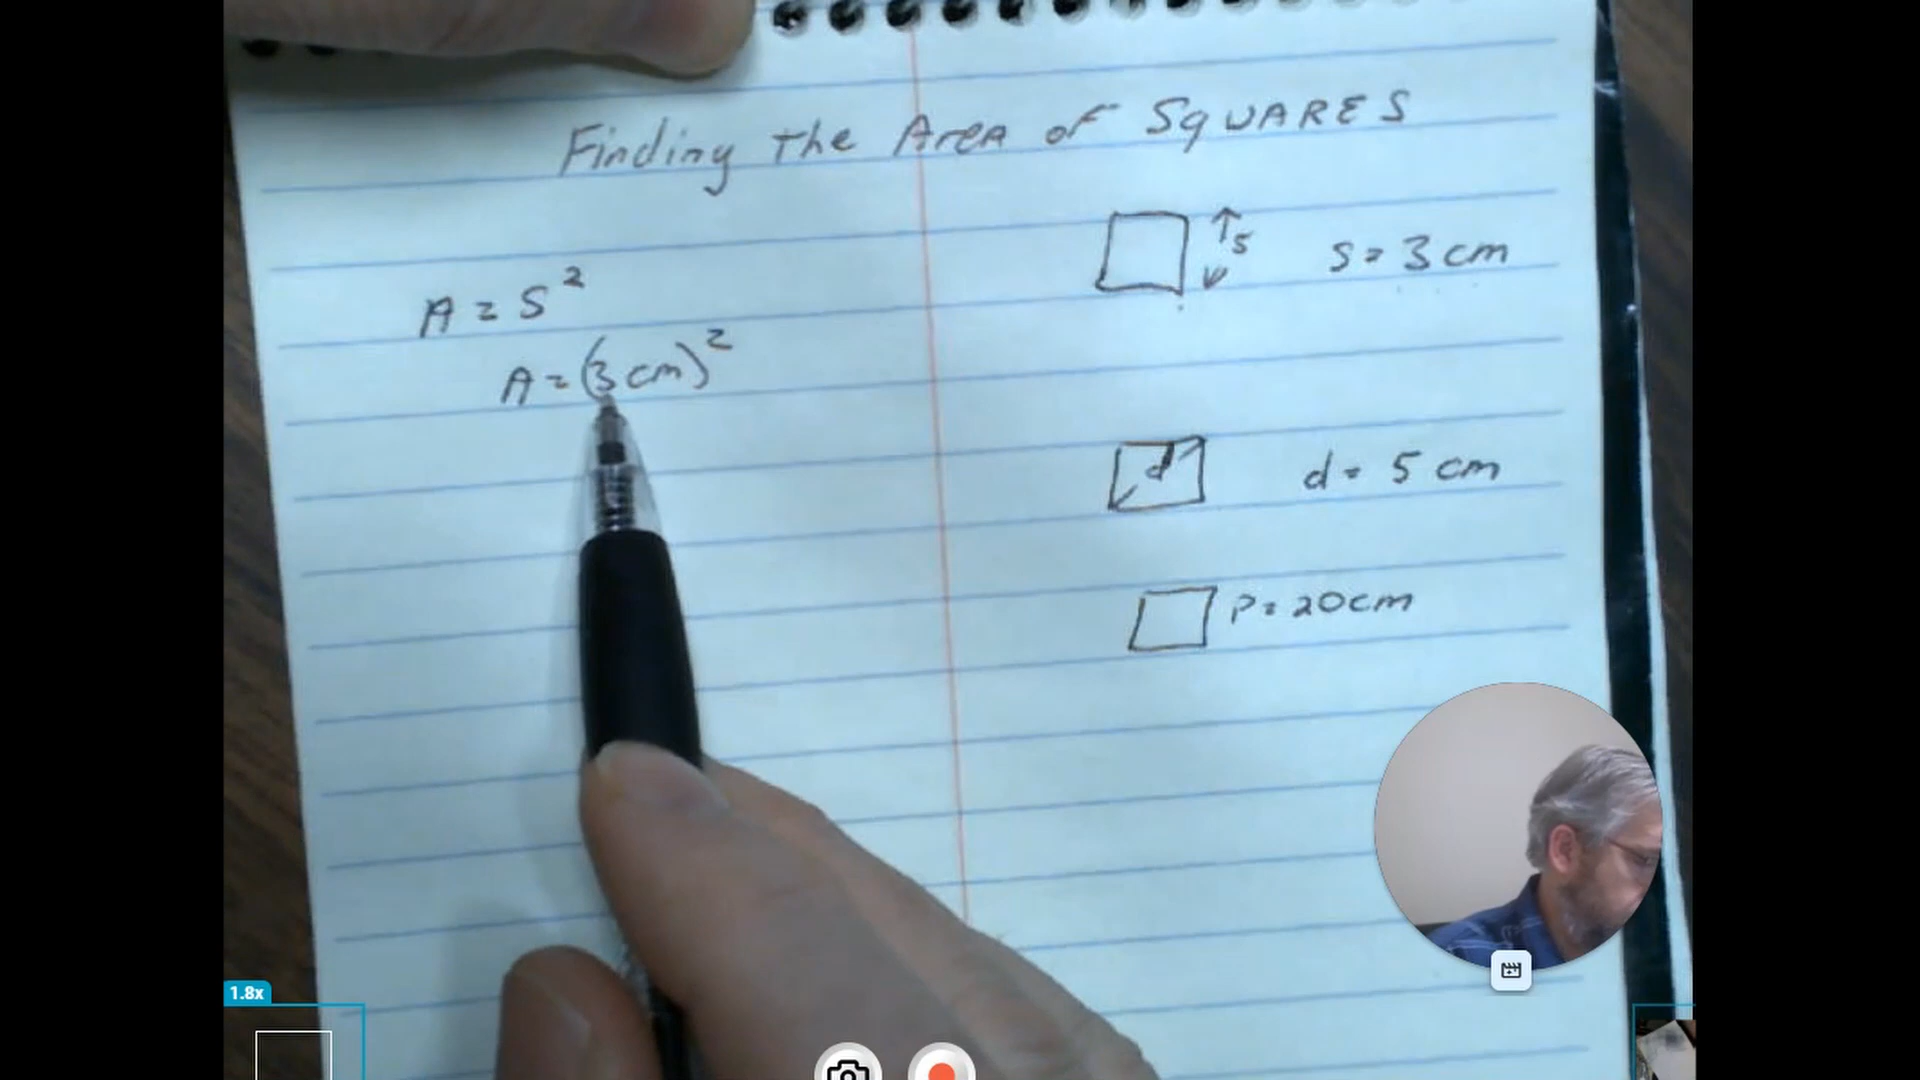 Finding the Area of SQUARES
A = S²
A = (3 cm)²
s
S = 3 cm
d
d = 5 cm
P = 20cm
1.8x